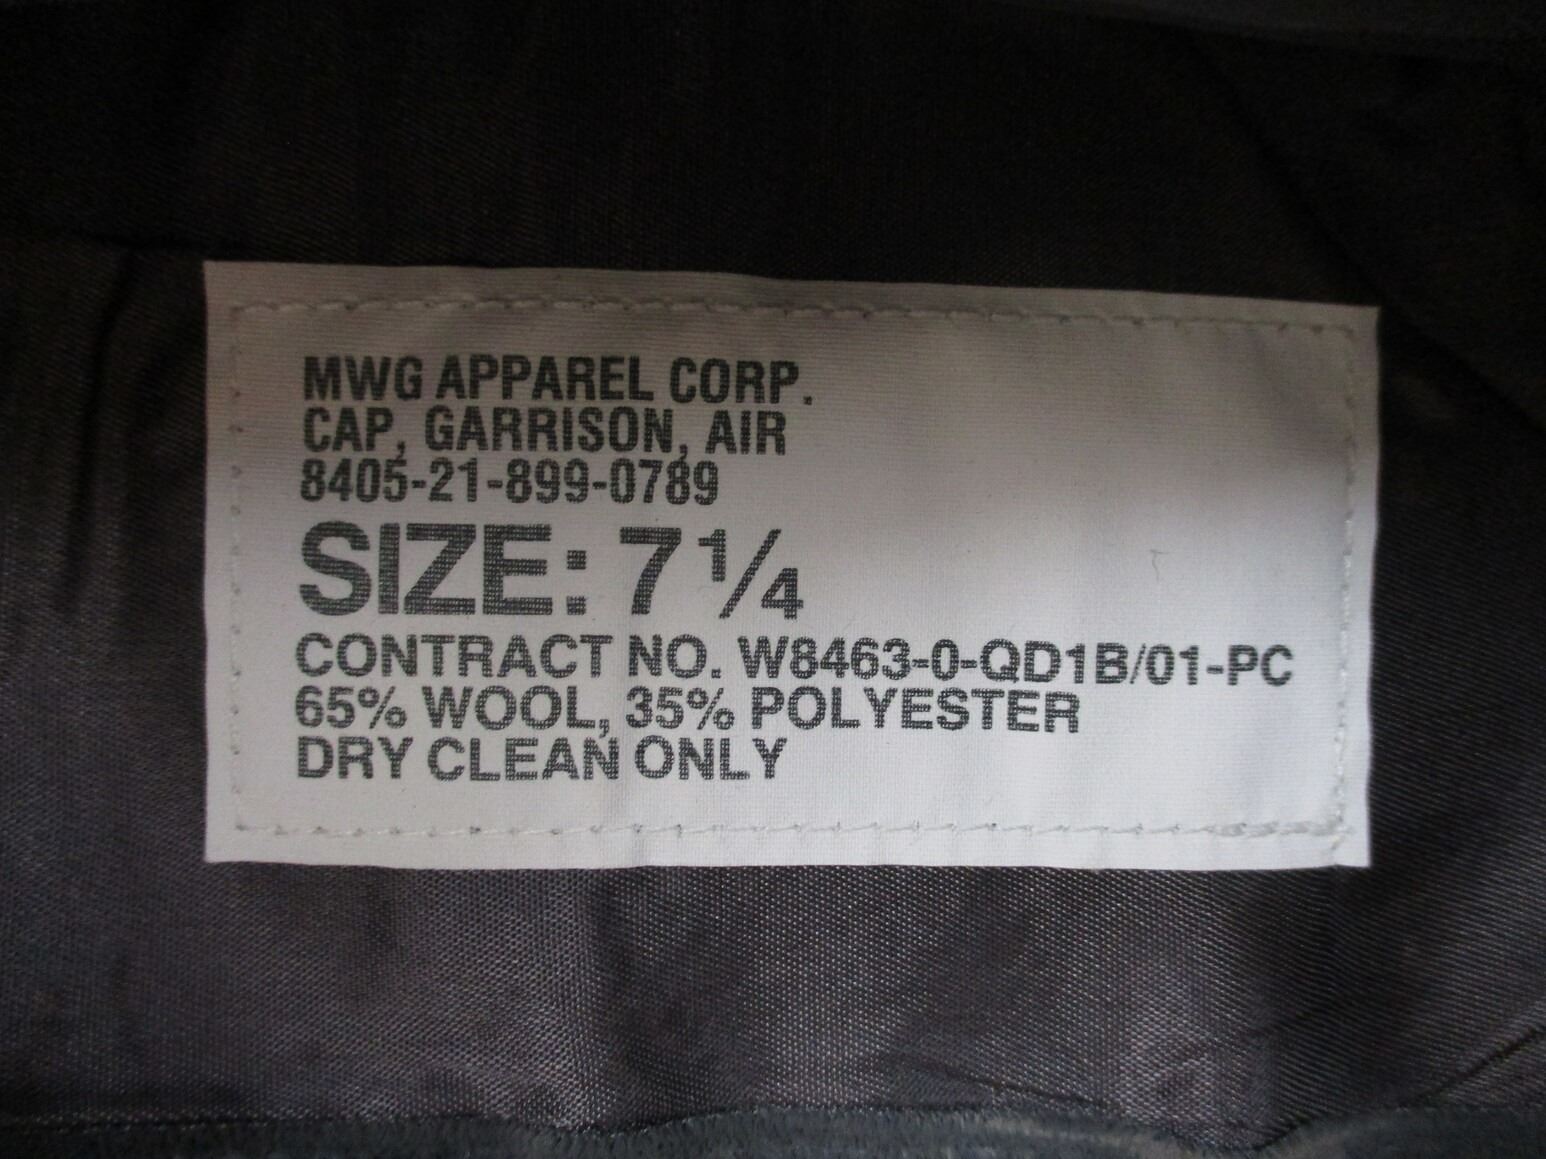 MWG APPAREL CORP.
CAP, GARRISON, AIR
8405-21-899-0789
SIZE: 7 1/4
CONTRACT NO. W8463-0-QD1B/01-PC
65% WOOL, 35% POLYESTER
DRY CLEAN ONLY